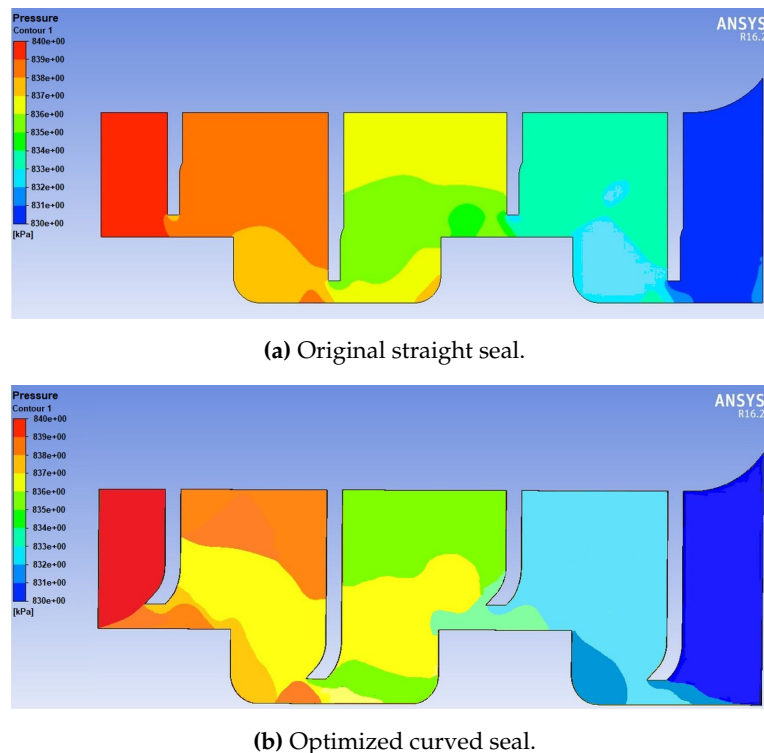 Pressure
Contour 1
840e+00
839e+00
838e+00
837e+00
836e+00
835e+00
834e+00
833e+00
832e+00
831e+00
830e+00
[kPa]
ANSYS
R16.2
(a) Original straight seal.
Pressure
Contour 1
840e+00
839e+00
838e+00
837e+00
836e+00
835e+00
834e+00
833e+00
832e+00
831e+00
830e+00
[kPa]
ANSYS
R16.2
(b) Optimized curved seal.